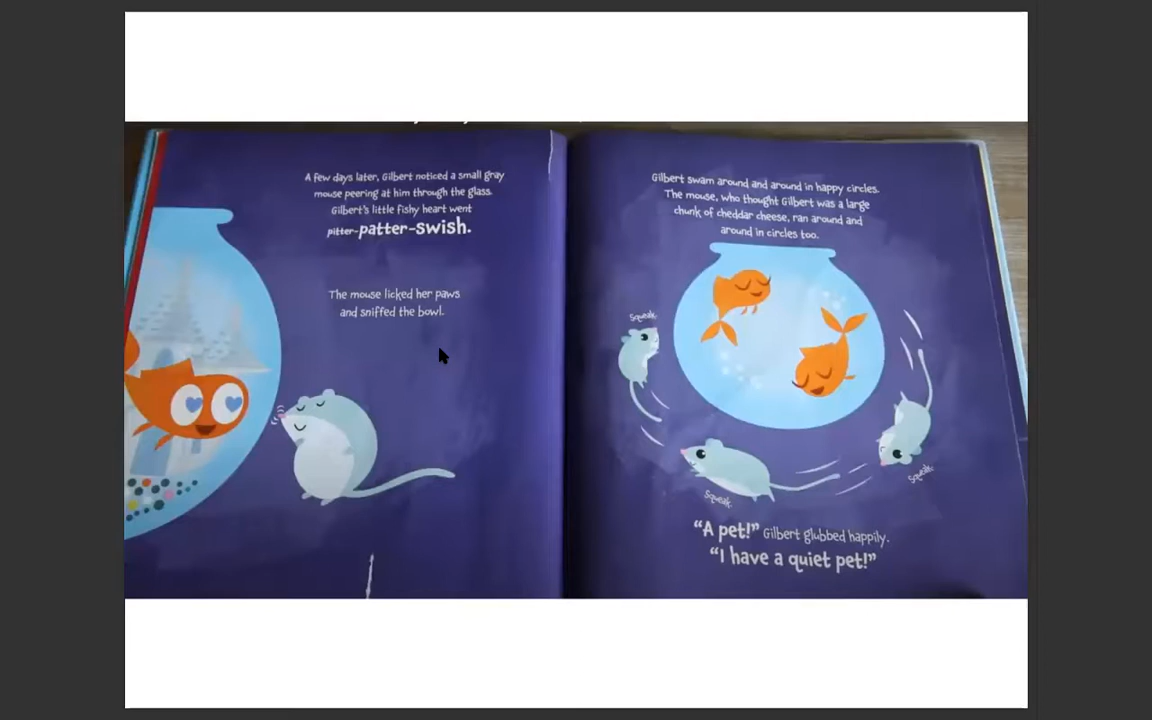 A few days later, Gilbert noticed a small gray
mouse peering at him through the glass.
Gilbert's little fishy heart went
pitter-patter-swish.
The mouse licked her paws
and sniffed the bowl.
Gilbert swam around and around in happy circles.
The mouse, who thought Gilbert was a large
chunk of cheddar cheese, ran around and
around in circles too.
Squeak.
Squeak.
Squeak.
"A pet!" Gilbert glubbed happily.
"I have a quiet pet!"